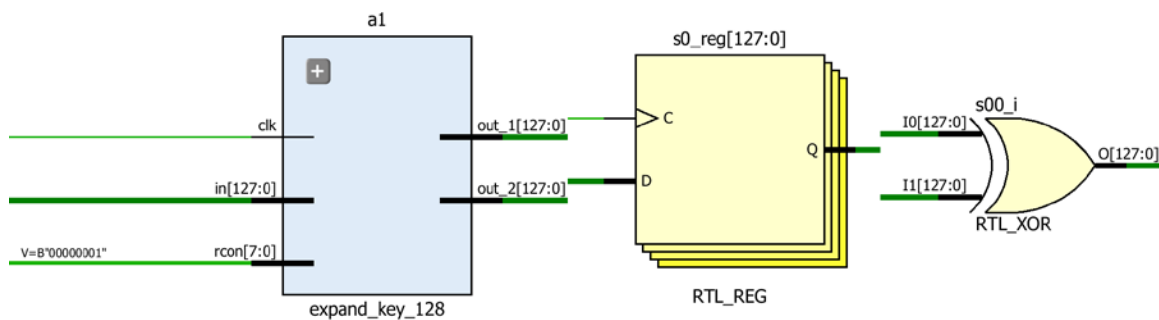 a1
+
clk
in[127:0]
V=B"00000001"
rcon[7:0]
out_1[127:0]
out_2[127:0]
expand_key_128
s0_reg[127:0]
C
D
Q
RTL_REG
s00_i
I0[127:0]
I1[127:0]
O[127:0]
RTL_XOR